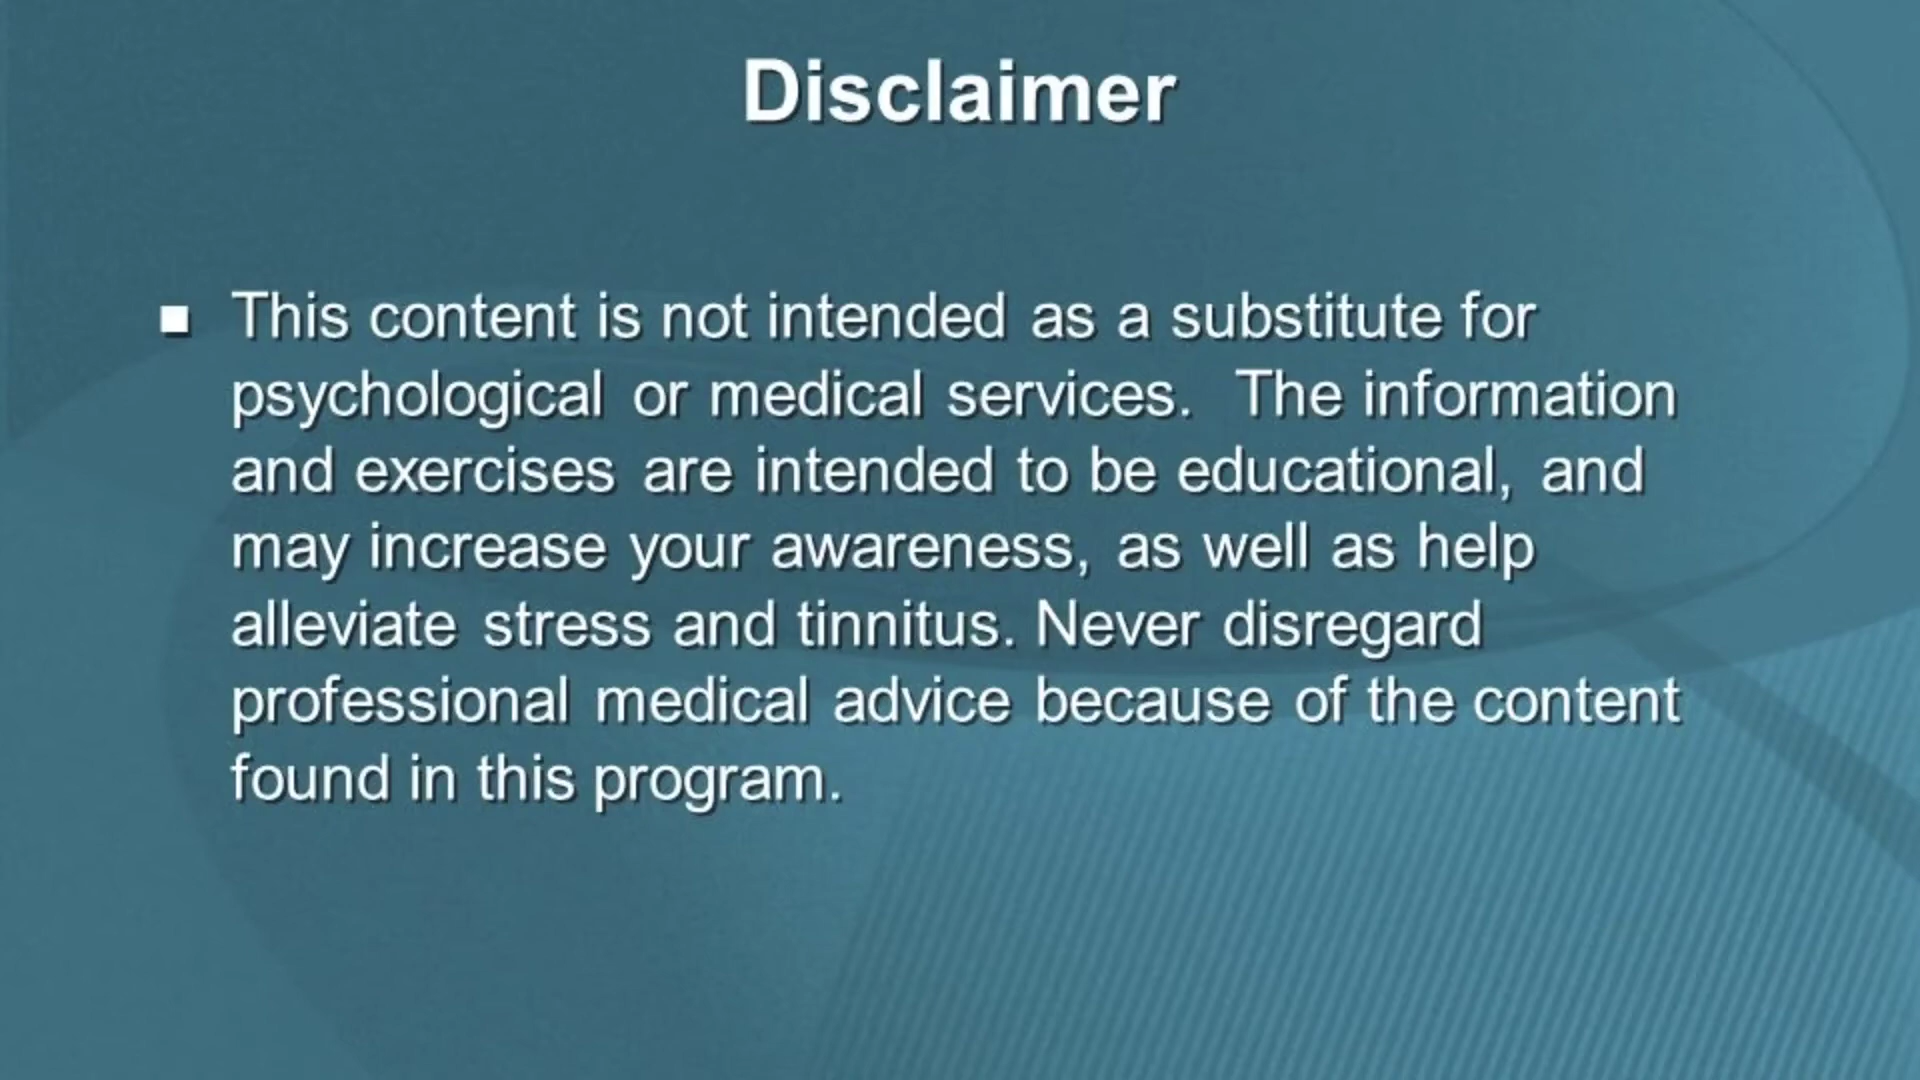 Disclaimer
This content is not intended as a substitute for
psychological or medical services. The information
and exercises are intended to be educational, and
may increase your awareness, as well as help
alleviate stress and tinnitus. Never disregard
professional medical advice because of the content
found in this program.